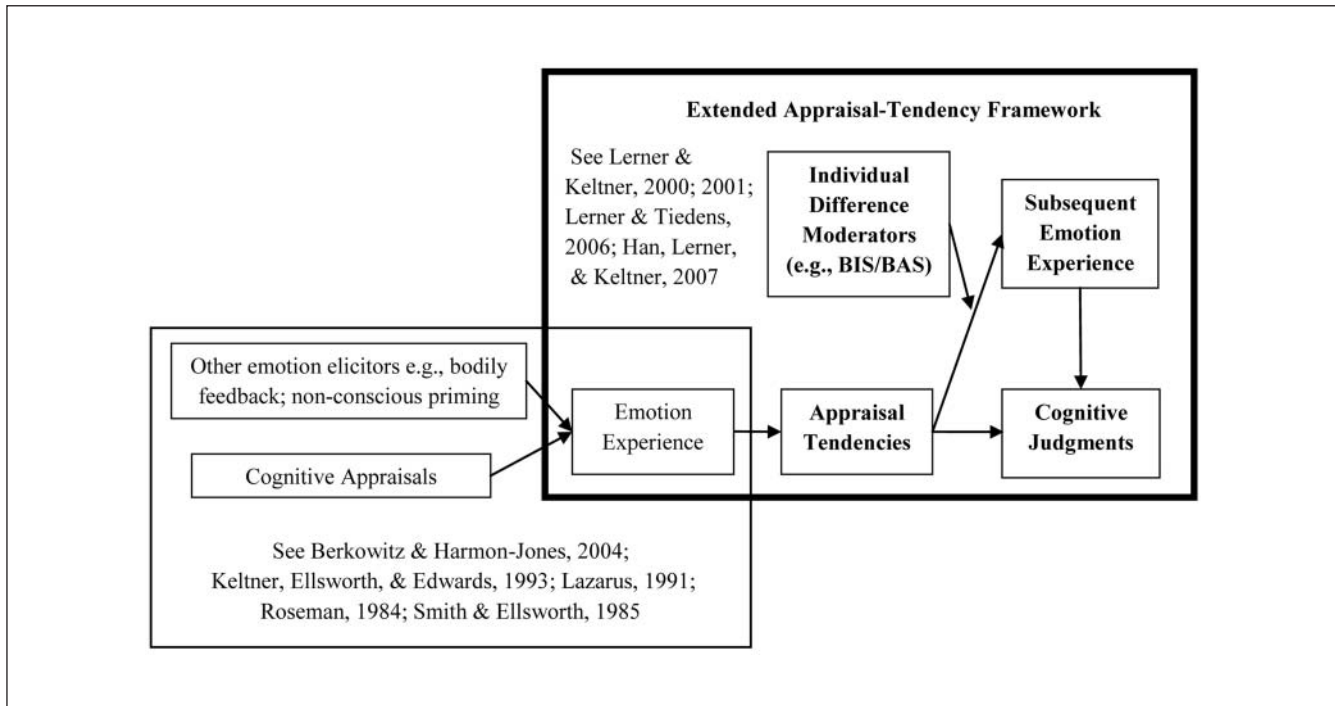 Extended Appraisal-Tendency Framework
See Lerner &
Keltner, 2000; 2001;
Lerner & Tiedens,
2006; Han, Lerner,
& Keltner, 2007
Individual
Difference
Moderators
(e.g., BIS/BAS)
Subsequent
Emotion
Experience
Other emotion elicitors e.g., bodily
feedback; non-conscious priming
Cognitive Appraisals
Emotion
Experience
Appraisal
Tendencies
Cognitive
Judgments
See Berkowitz & Harmon-Jones, 2004;
Keltner, Ellsworth, & Edwards, 1993; Lazarus, 1991;
Roseman, 1984; Smith & Ellsworth, 1985